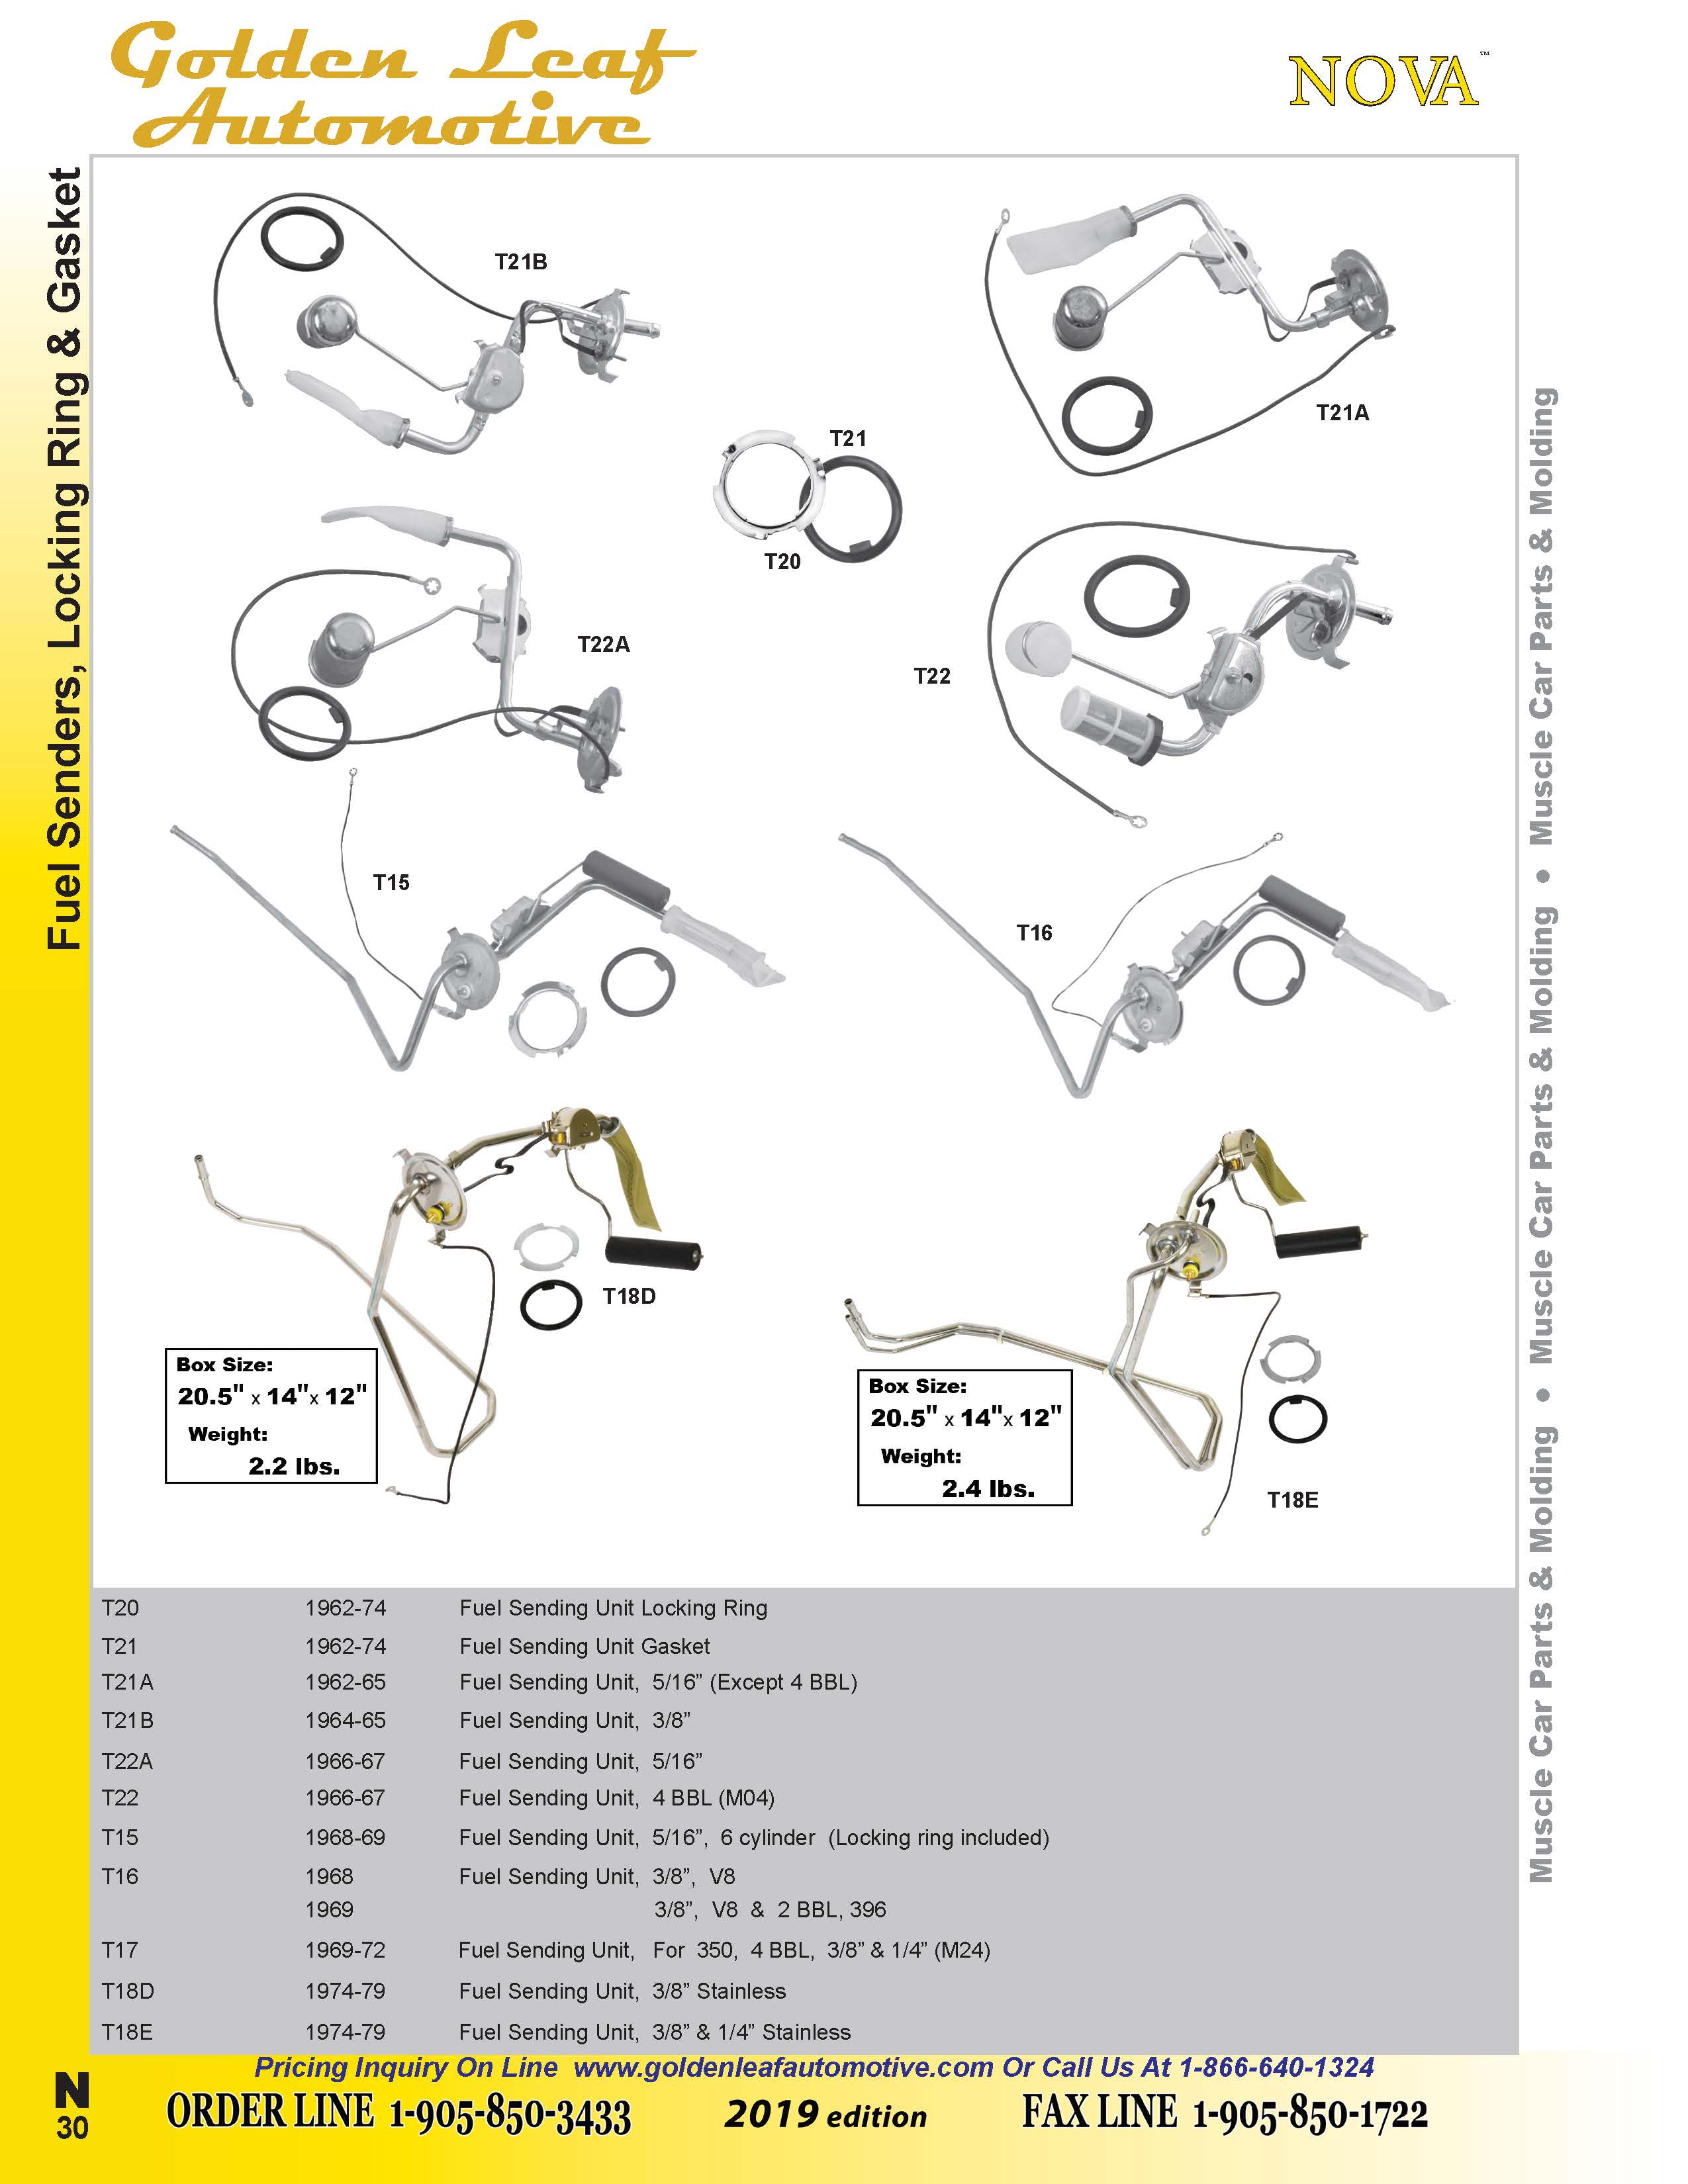 Golden Leaf
Automotive
NOVA™
Fuel Senders, Locking Ring & Gasket
T21B
T21A
T21
T20
T22A
T22
T15
T16
T18D
T18E
Box Size:
20.5" x 14"x 12"
Weight:
2.2 lbs.
Box Size:
20.5" x 14"x 12"
Weight:
2.4 lbs.
Muscle Car Parts & Molding • Muscle Car Parts & Molding • Muscle Car Parts & Molding
T20 1962-74 Fuel Sending Unit Locking Ring
T21 1962-74 Fuel Sending Unit Gasket
T21A 1962-65 Fuel Sending Unit, 5/16” (Except 4 BBL)
T21B 1964-65 Fuel Sending Unit, 3/8”
T22A 1966-67 Fuel Sending Unit, 5/16”
T22 1966-67 Fuel Sending Unit, 4 BBL (M04)
T15 1968-69 Fuel Sending Unit, 5/16”, 6 cylinder (Locking ring included)
T16 1968 Fuel Sending Unit, 3/8”, V8
1969 3/8”, V8 & 2 BBL, 396
T17 1969-72 Fuel Sending Unit, For 350, 4 BBL, 3/8” & 1/4” (M24)
T18D 1974-79 Fuel Sending Unit, 3/8” Stainless
T18E 1974-79 Fuel Sending Unit, 3/8” & 1/4” Stainless
Pricing Inquiry On Line www.goldenleafautomotive.com Or Call Us At 1-866-640-1324
N
30
ORDER LINE 1-905-850-3433 2019 edition FAX LINE 1-905-850-1722